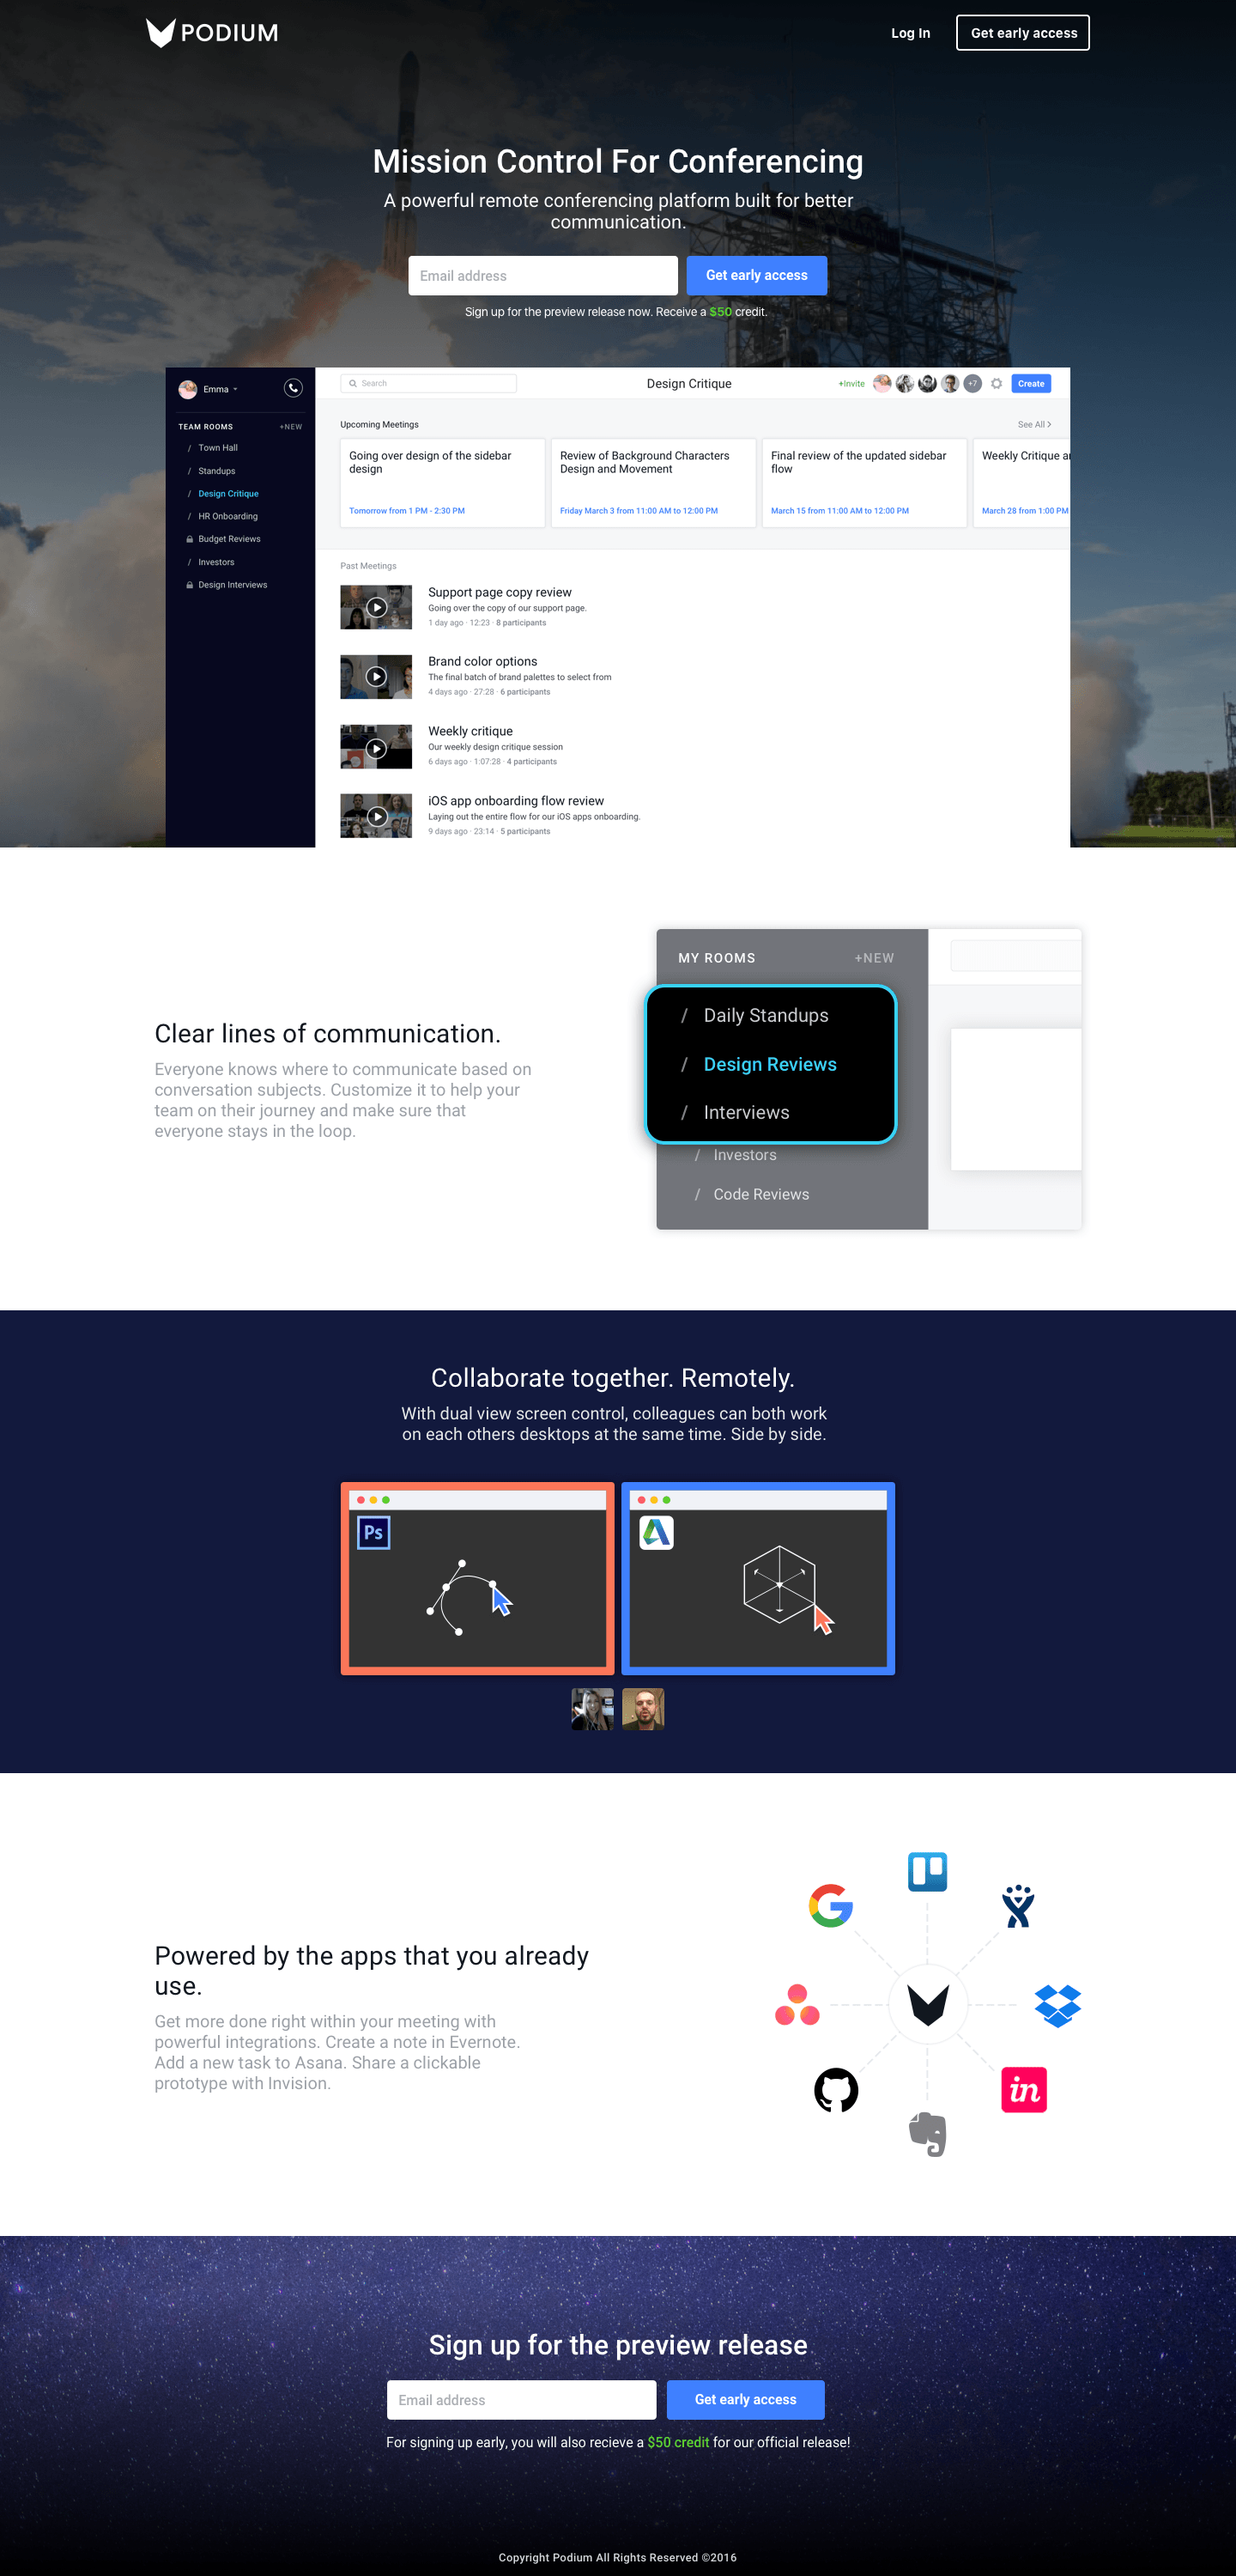 PODIUM
Log In
Get early access
Mission Control For Conferencing
A powerful remote conferencing platform built for better
communication.
Email address
Get early access
Sign up for the preview release now. Receive a $50 credit.
Emma
Search
Design Critique
+Invite
+7
Create
TEAM ROOMS
+NEW
/ Town Hall
/ Standups
/ Design Critique
/ HR Onboarding
Budget Reviews
/ Investors
Design Interviews
Upcoming Meetings
See All >
Going over design of the sidebar
design
Tomorrow from 1 PM - 2:30 PM
Review of Background Characters
Design and Movement
Friday March 3 from 11:00 AM to 12:00 PM
Final review of the updated sidebar
flow
March 15 from 11:00 AM to 12:00 PM
Weekly Critique a
March 28 from 1:00 PM
Past Meetings
Support page copy review
Going over the copy of our support page.
1 day ago · 12:23 · 8 participants
Brand color options
The final batch of brand palettes to select from
4 days ago · 27:28 · 6 participants
Weekly critique
Our weekly design critique session
6 days ago · 1:07:28 · 4 participants
iOS app onboarding flow review
Laying out the entire flow for our iOS apps onboarding.
9 days ago · 23:14 · 5 participants
Clear lines of communication.
Everyone knows where to communicate based on
conversation subjects. Customize it to help your
team on their journey and make sure that
everyone stays in the loop.
MY ROOMS
+NEW
/ Daily Standups
/ Design Reviews
/ Interviews
/ Investors
/ Code Reviews
Collaborate together. Remotely.
With dual view screen control, colleagues can both work
on each others desktops at the same time. Side by side.
Ps
Powered by the apps that you already
use.
Get more done right within your meeting with
powerful integrations. Create a note in Evernote.
Add a new task to Asana. Share a clickable
prototype with Invision.
in
Sign up for the preview release
Email address
Get early access
For signing up early, you will also recieve a $50 credit for our official release!
Copyright Podium All Rights Reserved ©2016